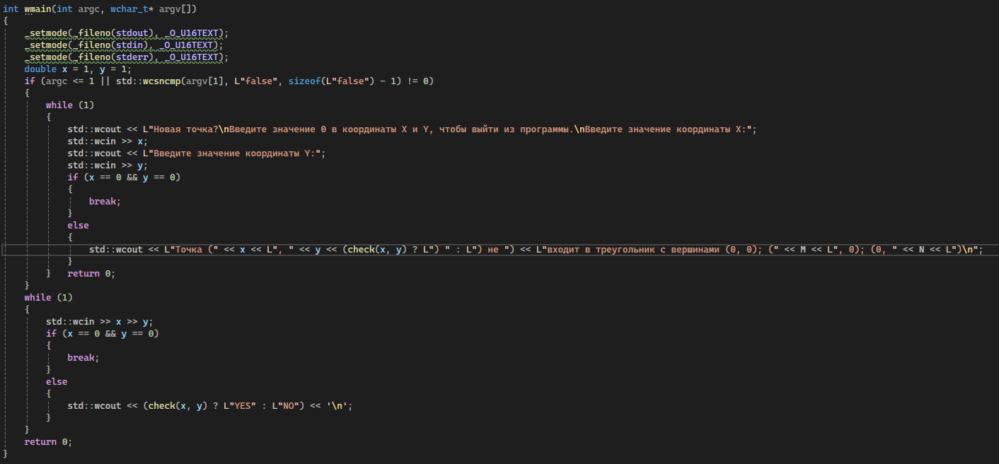 int wmain(int argc, wchar_t* argv[])
{
    _setmode(_fileno(stdout), _O_U16TEXT);
    _setmode(_fileno(stdin), _O_U16TEXT);
    _setmode(_fileno(stderr), _O_U16TEXT);
    double x = 1, y = 1;
    if (argc <= 1 || std::wcsncmp(argv[1], L"false", sizeof(L"false") - 1) != 0)
    {
        while (1)
        {
            std::wcout << L"Новая точка?\nВведите значение 0 в координаты X и Y, чтобы выйти из программы.\nВведите значение координаты X:";
            std::wcin >> x;
            std::wcout << L"Введите значение координаты Y:";
            std::wcin >> y;
            if (x == 0 && y == 0)
            {
                break;
            }
            else
            {
                std::wcout << L"Точка (" << x << L", " << y << (check(x, y) ? L") " : L") не ") << L"входит в треугольник с вершинами (0, 0); (" << M << L", 0); (0, " << N << L")\n";
            }
        }   return 0;
    }
    while (1)
    {
        std::wcin >> x >> y;
        if (x == 0 && y == 0)
        {
            break;
        }
        else
        {
            std::wcout << (check(x, y) ? L"YES" : L"NO") << '\n';
        }
    }
    return 0;
}